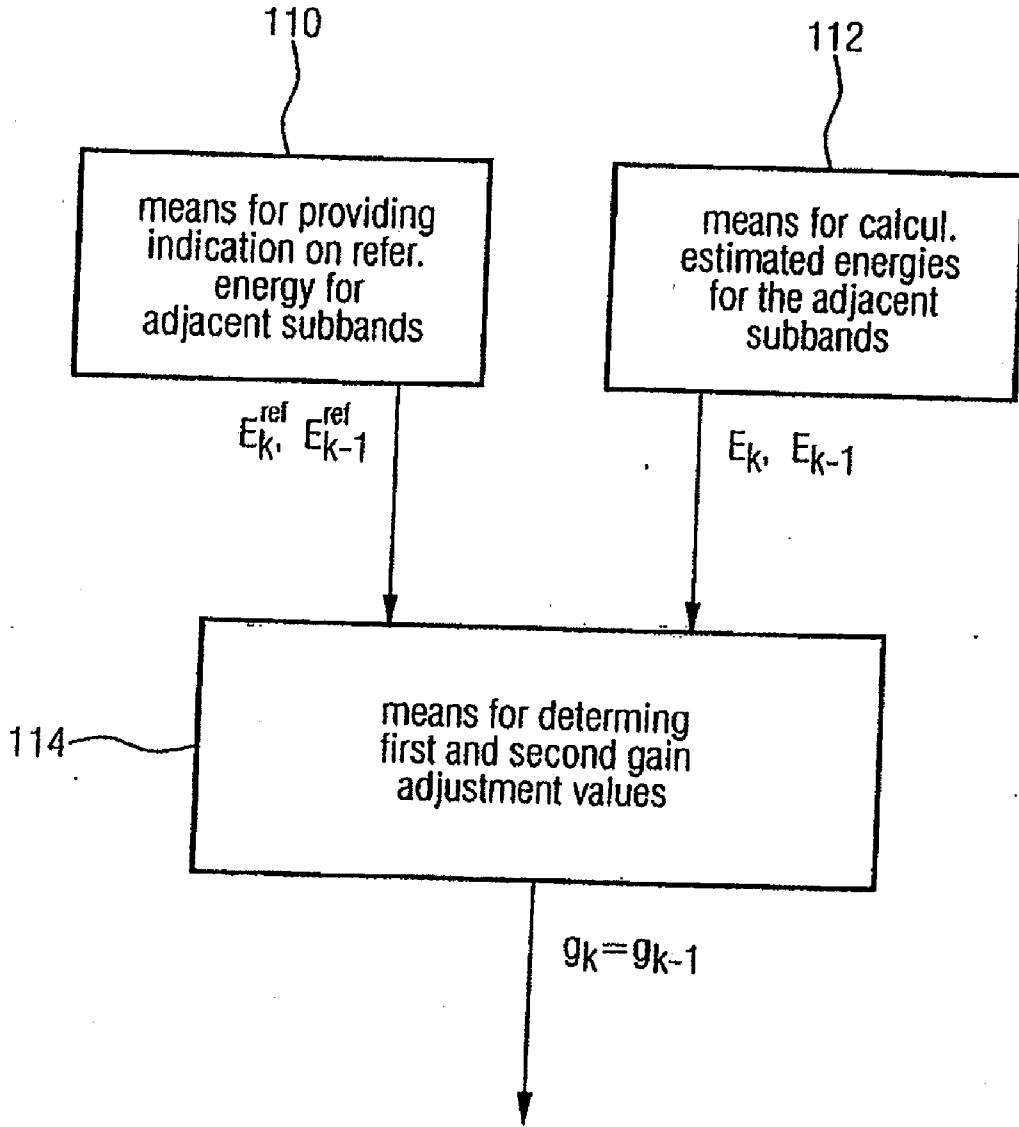 110
112
means for providing
indication on refer.
energy for
adjacent subbands
means for calcul.
estimated energies
for the adjacent
subbands
E_k^ref, E_k-1^ref
E_k, E_k-1
114
means for determing
first and second gain
adjustment values
g_k=g_k-1